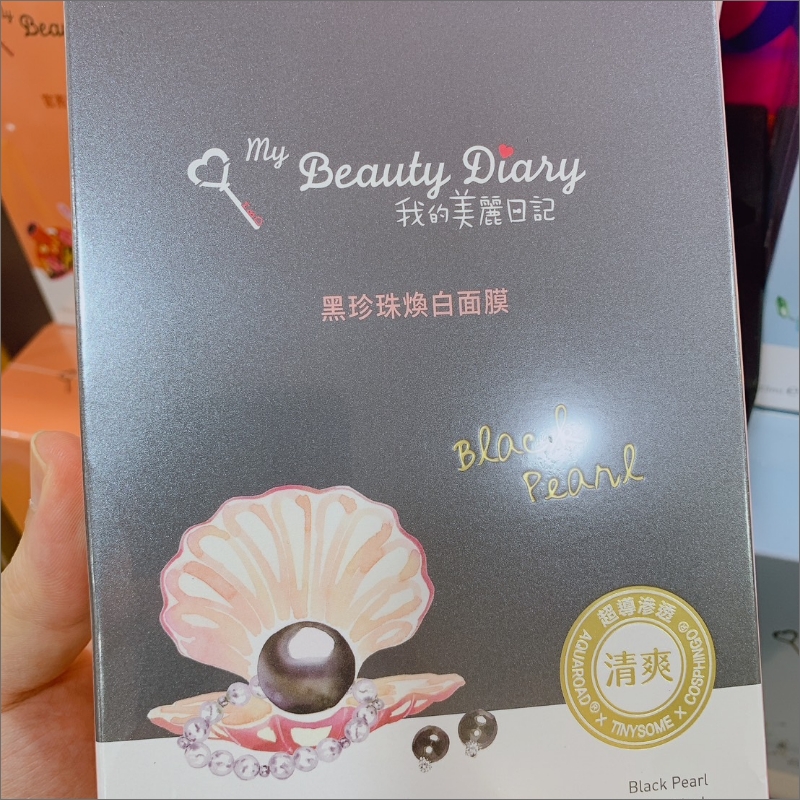 My Beauty Diary
我的美麗日記
黑珍珠煥白面膜
Black
Pearl
超導滲透
清爽
AQUAROAD® × TINYSOME × COSPHINGO®
Black Pearl